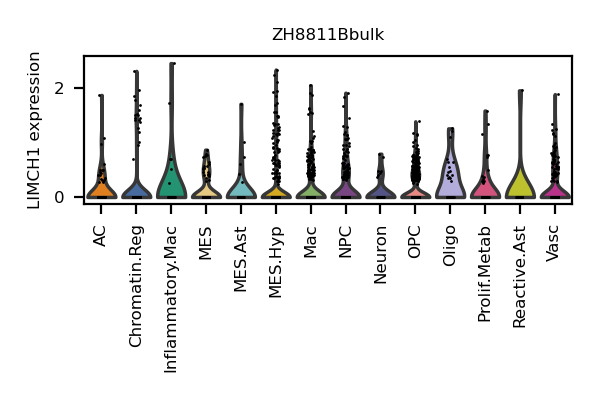 ZH8811Bbulk
LIMCH1 expression
2
0
AC
Chromatin.Reg
Inflammatory.Mac
MES
MES.Ast
MES.Hyp
Mac
NPC
Neuron
OPC
Oligo
Prolif.Metab
Reactive.Ast
Vasc